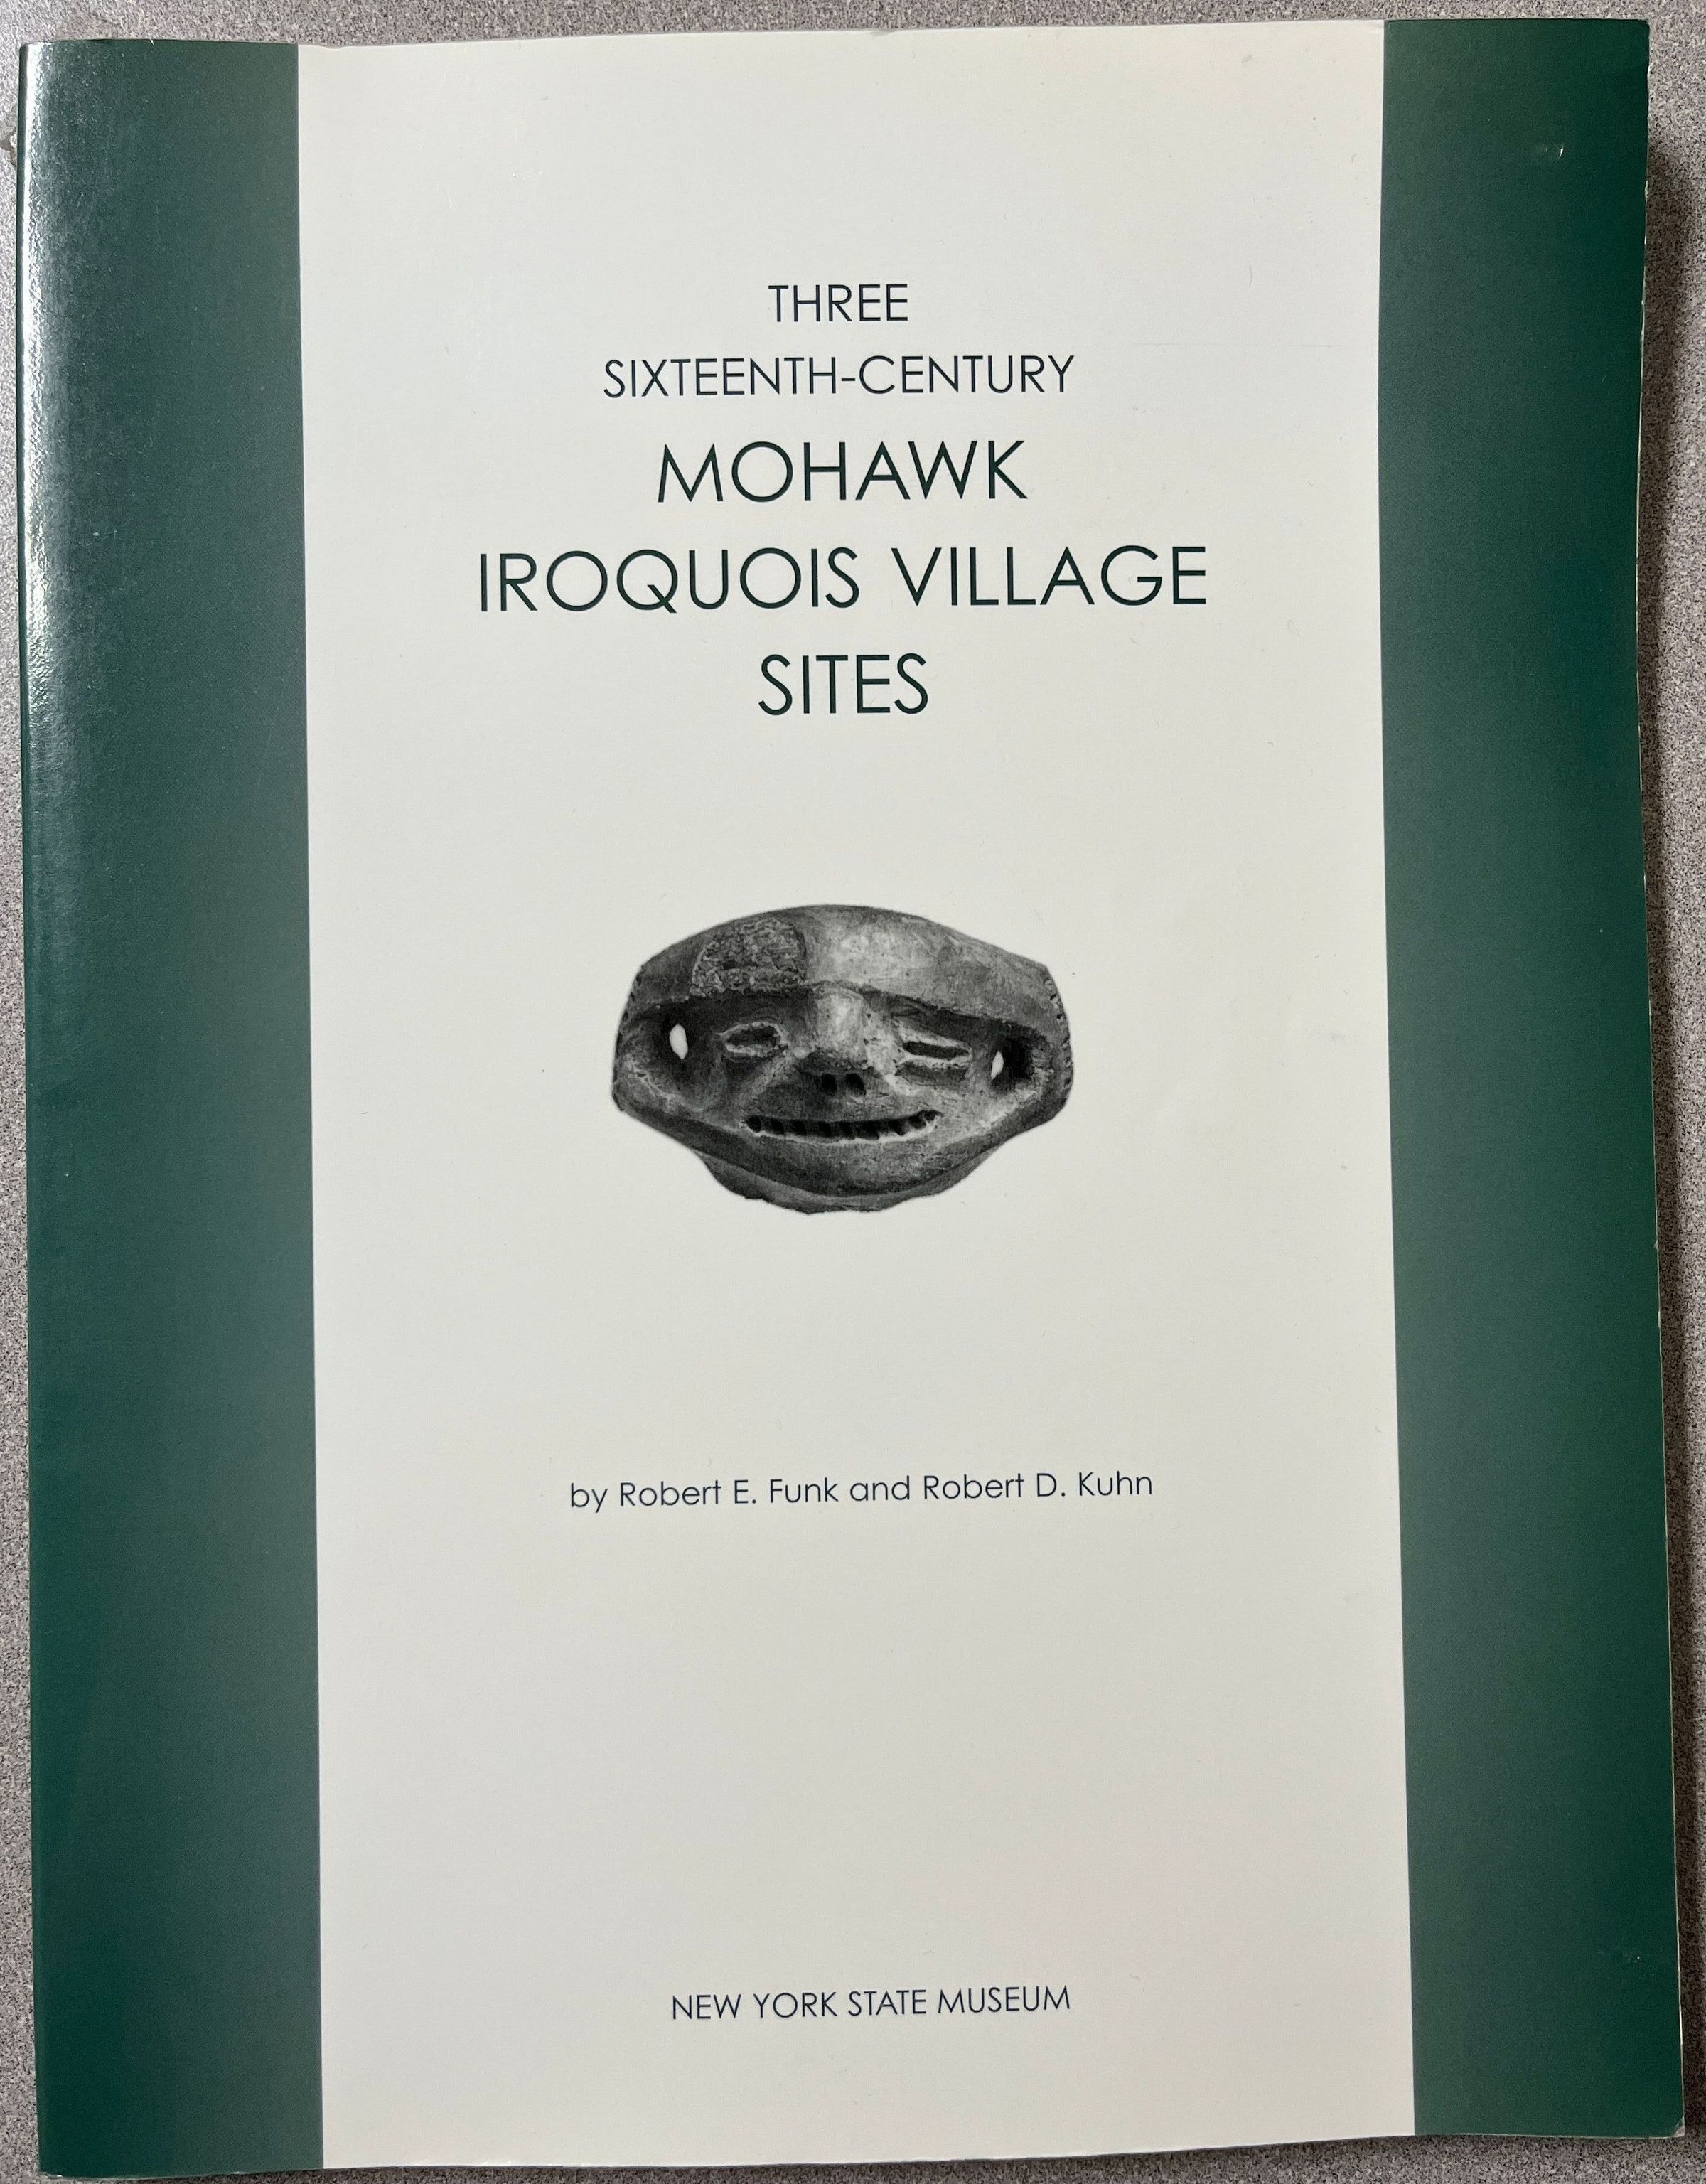 THREE
SIXTEENTH-CENTURY
MOHAWK
IROQUOIS VILLAGE
SITES
by Robert E. Funk and Robert D. Kuhn
NEW YORK STATE MUSEUM